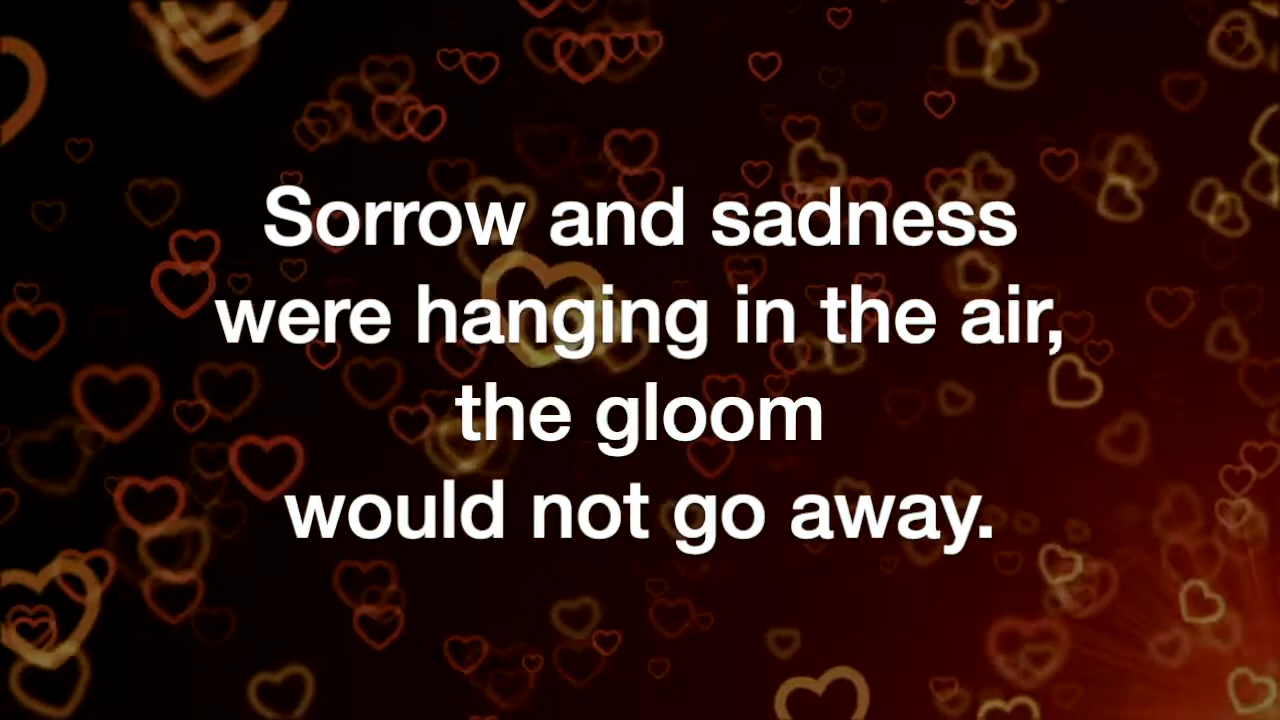 Sorrow and sadness
were hanging in the air,
the gloom
would not go away.